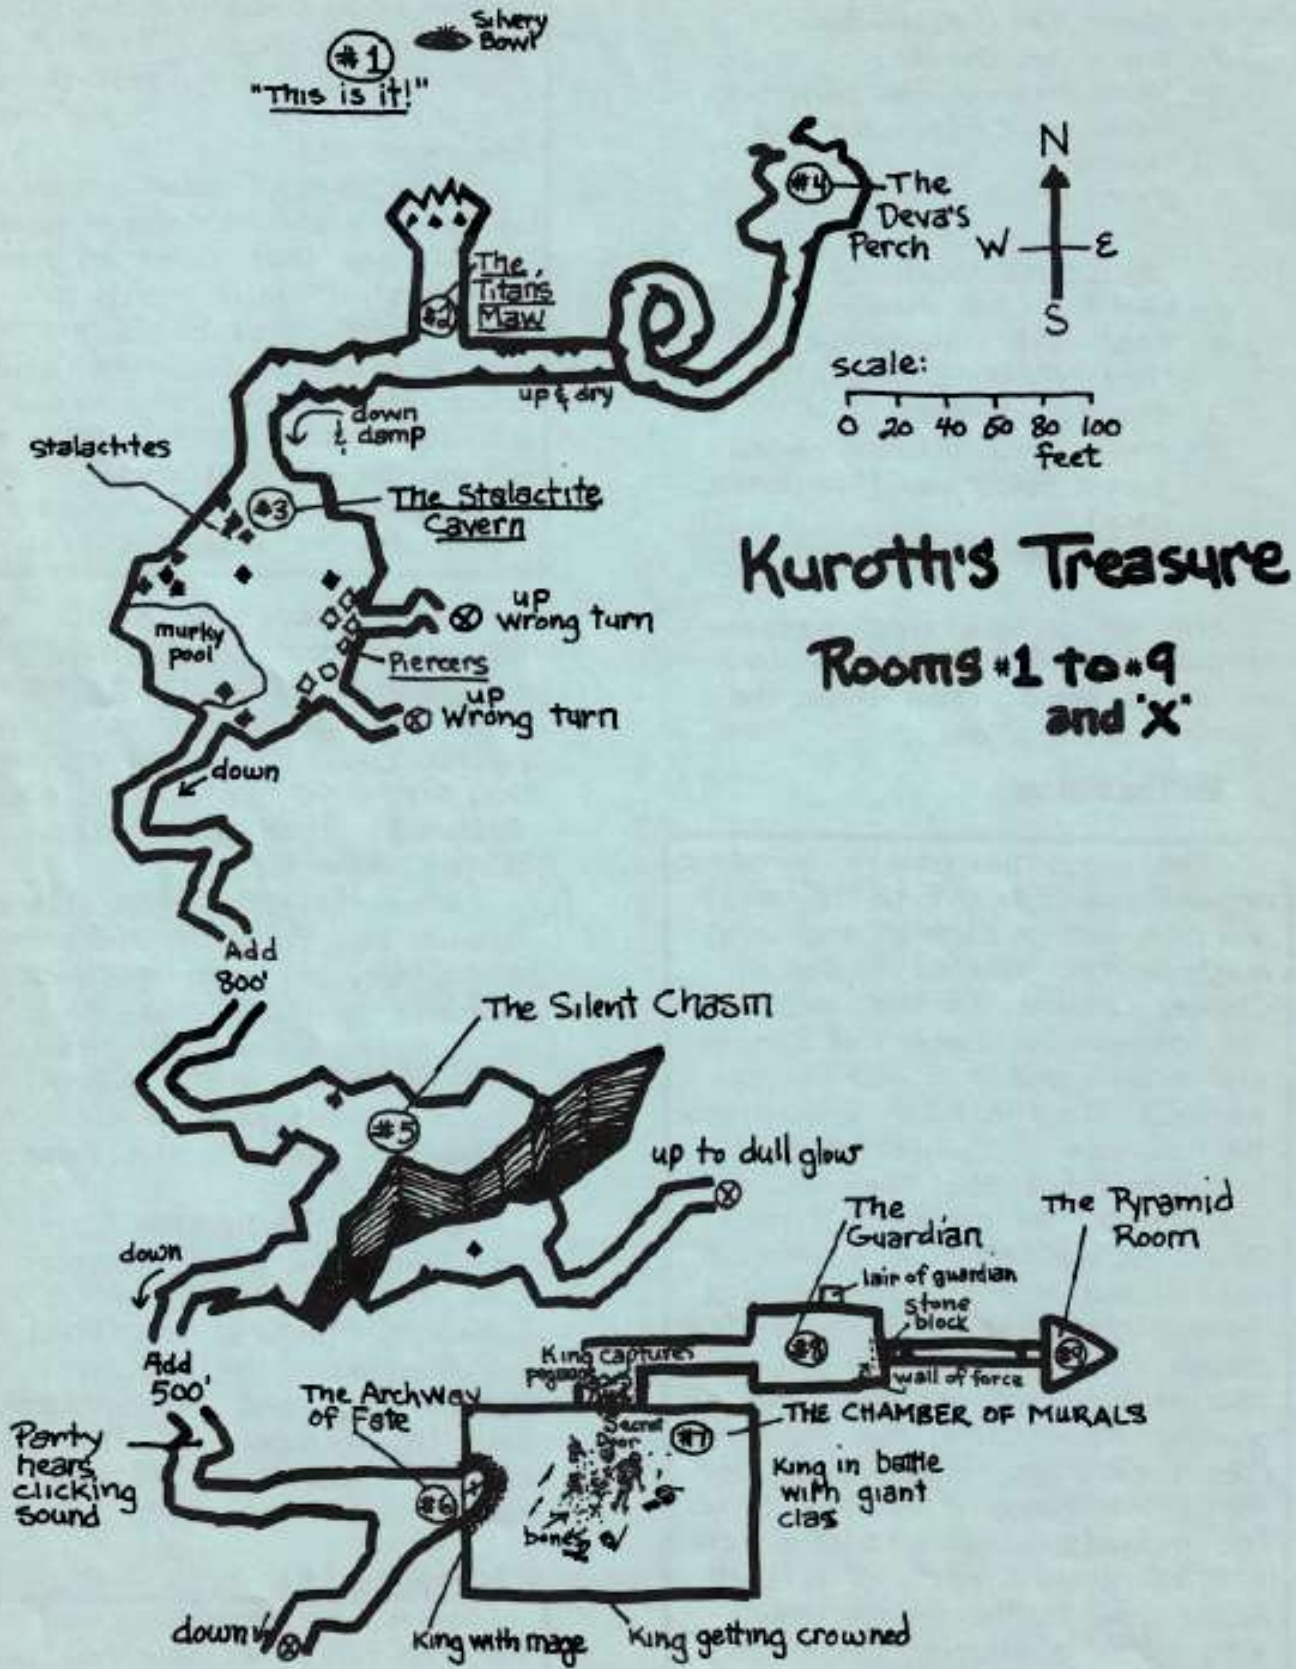 Silvery
Bowl
#1
"This is it!"
N
W
E
S
#4
The
Deva's
Perch
The
Titan's
Maw
#2
scale:
0 20 40 60 80 100
feet
up & dry
down
& damp
Stalactites
#3
The Stalactite
Cavern
Kuroth's Treasure
Rooms #1 to #9
and "X"
up
X wrong turn
murky
pool
Piercers
up
X Wrong turn
down
Add
800'
The Silent Chasm
#5
up to dull glow
X
down
The
Guardian
The Pyramid
Room
lair of guardian
stone
block
#8
#9
wall of force
Add
500'
King captures
The Archway
of Fate
Secret
Door
#7
THE CHAMBER OF MURALS
Party
hears
clicking
sound
King in battle
with giant
clas
#6
bones
down
X
King with mage
King getting crowned